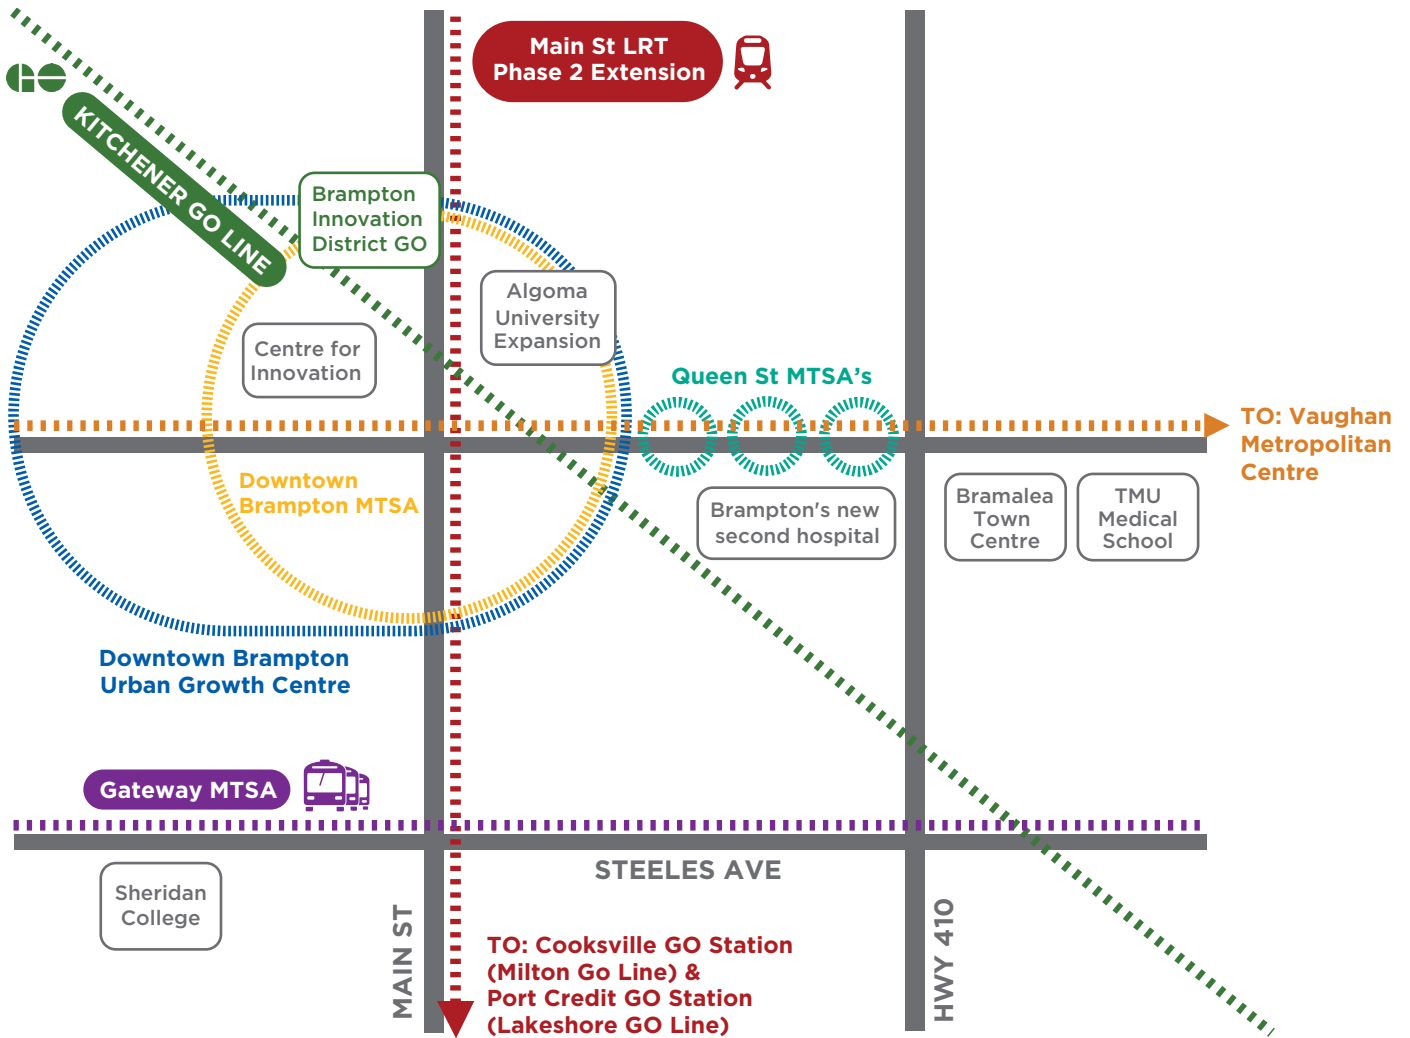 Main St LRT
Phase 2 Extension
GO
KITCHENER GO LINE
Brampton
Innovation
District GO
Algoma
University
Expansion
Centre for
Innovation
Queen St MTSA's
TO: Vaughan
Metropolitan
Centre
Downtown
Brampton MTSA
Brampton's new
second hospital
Bramalea
Town
Centre
TMU
Medical
School
Downtown Brampton
Urban Growth Centre
Gateway MTSA
STEELES AVE
Sheridan
College
MAIN ST
HWY 410
TO: Cooksville GO Station
(Milton Go Line) &
Port Credit GO Station
(Lakeshore GO Line)